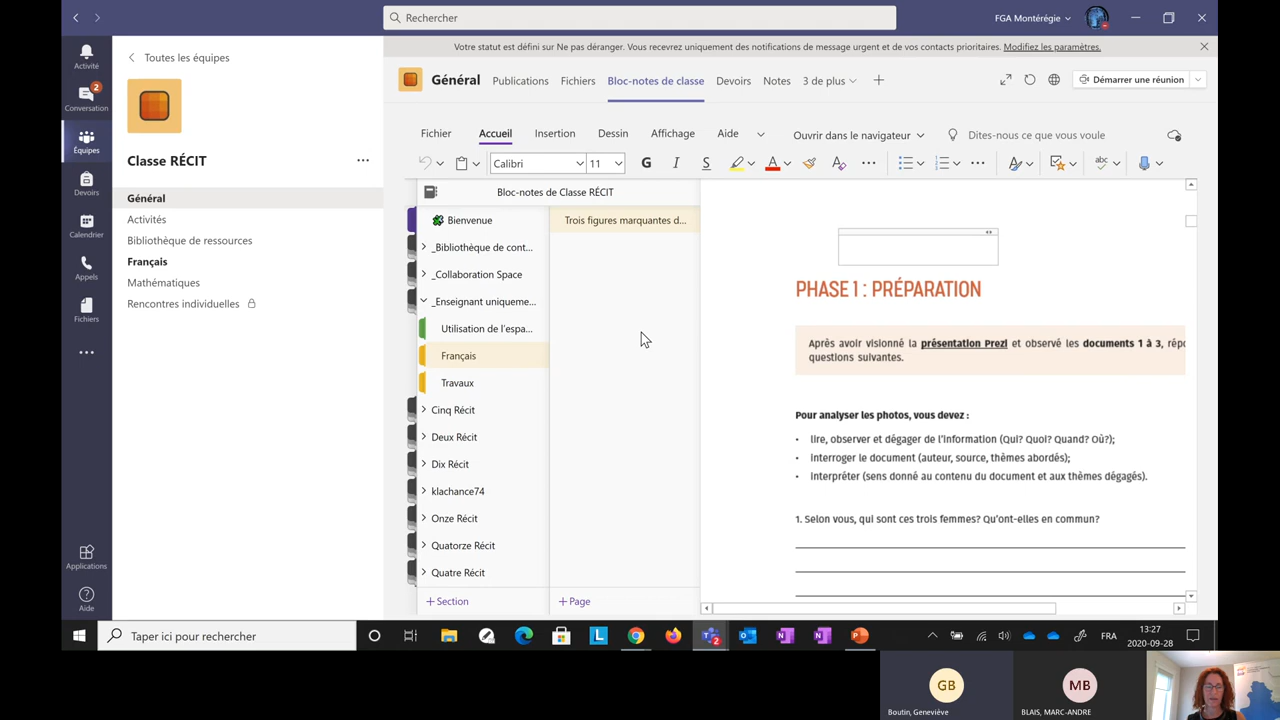 Rechercher
FGA Montérégie
Votre statut est défini sur Ne pas déranger. Vous recevrez uniquement des notifications de message urgent et de vos contacts prioritaires. Modifiez les paramètres.
Activité
Conversation
2
Équipes
Devoirs
Calendrier
Appels
Fichiers
Applications
Aide
Toutes les équipes
Classe RÉCIT
Général
Activités
Bibliothèque de ressources
Français
Mathématiques
Rencontres individuelles
Général
Publications
Fichiers
Bloc-notes de classe
Devoirs
Notes
3 de plus
Démarrer une réunion
Fichier
Accueil
Insertion
Dessin
Affichage
Aide
Ouvrir dans le navigateur
Dites-nous ce que vous voule
Calibri
11
G
I
S
A
A
abc
Bloc-notes de Classe RÉCIT
Bienvenue
_Bibliothèque de cont...
_Collaboration Space
_Enseignant uniqueme...
Utilisation de l'espa...
Français
Travaux
Cinq Récit
Deux Récit
Dix Récit
klachance74
Onze Récit
Quatorze Récit
Quatre Récit
+ Section
Trois figures marquantes d...
+ Page
PHASE 1 : PRÉPARATION
Après avoir visionné la présentation Prezi et observé les documents 1 à 3, répo
questions suivantes.
Pour analyser les photos, vous devez :
• lire, observer et dégager de l'information (Qui? Quoi? Quand? Où?);
• interroger le document (auteur, source, thèmes abordés);
• interpréter (sens donné au contenu du document et aux thèmes dégagés).
1. Selon vous, qui sont ces trois femmes? Qu'ont-elles en commun?
Taper ici pour rechercher
L
2
FRA
13:27
2020-09-28
GB
Boutin, Geneviève
MB
BLAIS, MARC-ANDRE